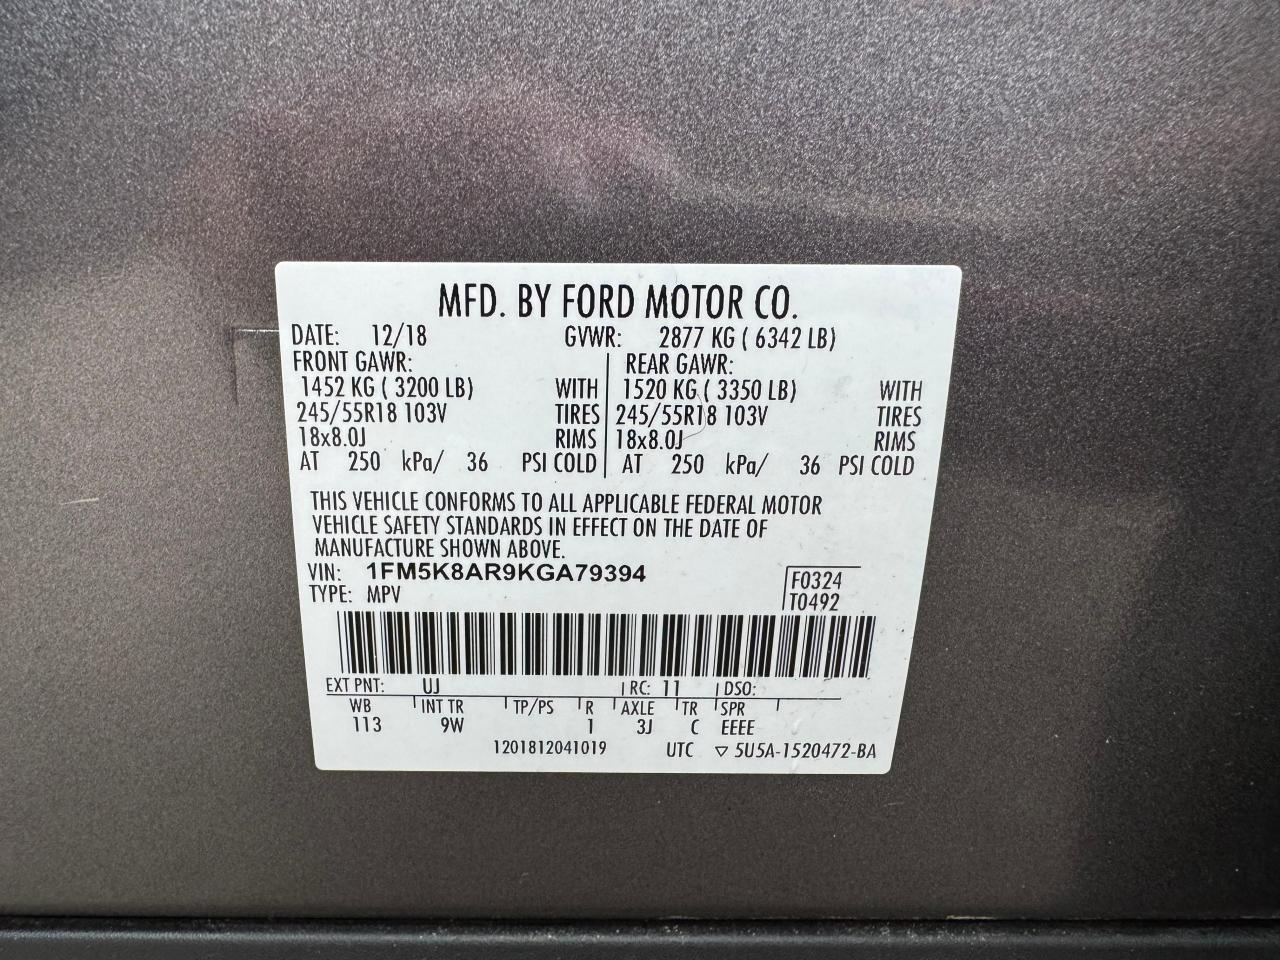 MFD. BY FORD MOTOR CO.
DATE: 12/18 GVWR: 2877 KG ( 6342 LB)
FRONT GAWR: REAR GAWR:
1452 KG ( 3200 LB) WITH 1520 KG ( 3350 LB) WITH
245/55R18 103V TIRES 245/55R18 103V TIRES
18x8.0J RIMS 18x8.0J RIMS
AT 250 kPa/ 36 PSI COLD AT 250 kPa/ 36 PSI COLD
THIS VEHICLE CONFORMS TO ALL APPLICABLE FEDERAL MOTOR
VEHICLE SAFETY STANDARDS IN EFFECT ON THE DATE OF
MANUFACTURE SHOWN ABOVE.
VIN: 1FM5K8AR9KGA79394 F0324
TYPE: MPV T0492
EXT PNT: UJ RC: 11 DSO:
WB INT TR TP/PS R AXLE TR SPR
113 9W 1 3J C EEEE
1201812041019 UTC ▽ 5U5A-1520472-BA